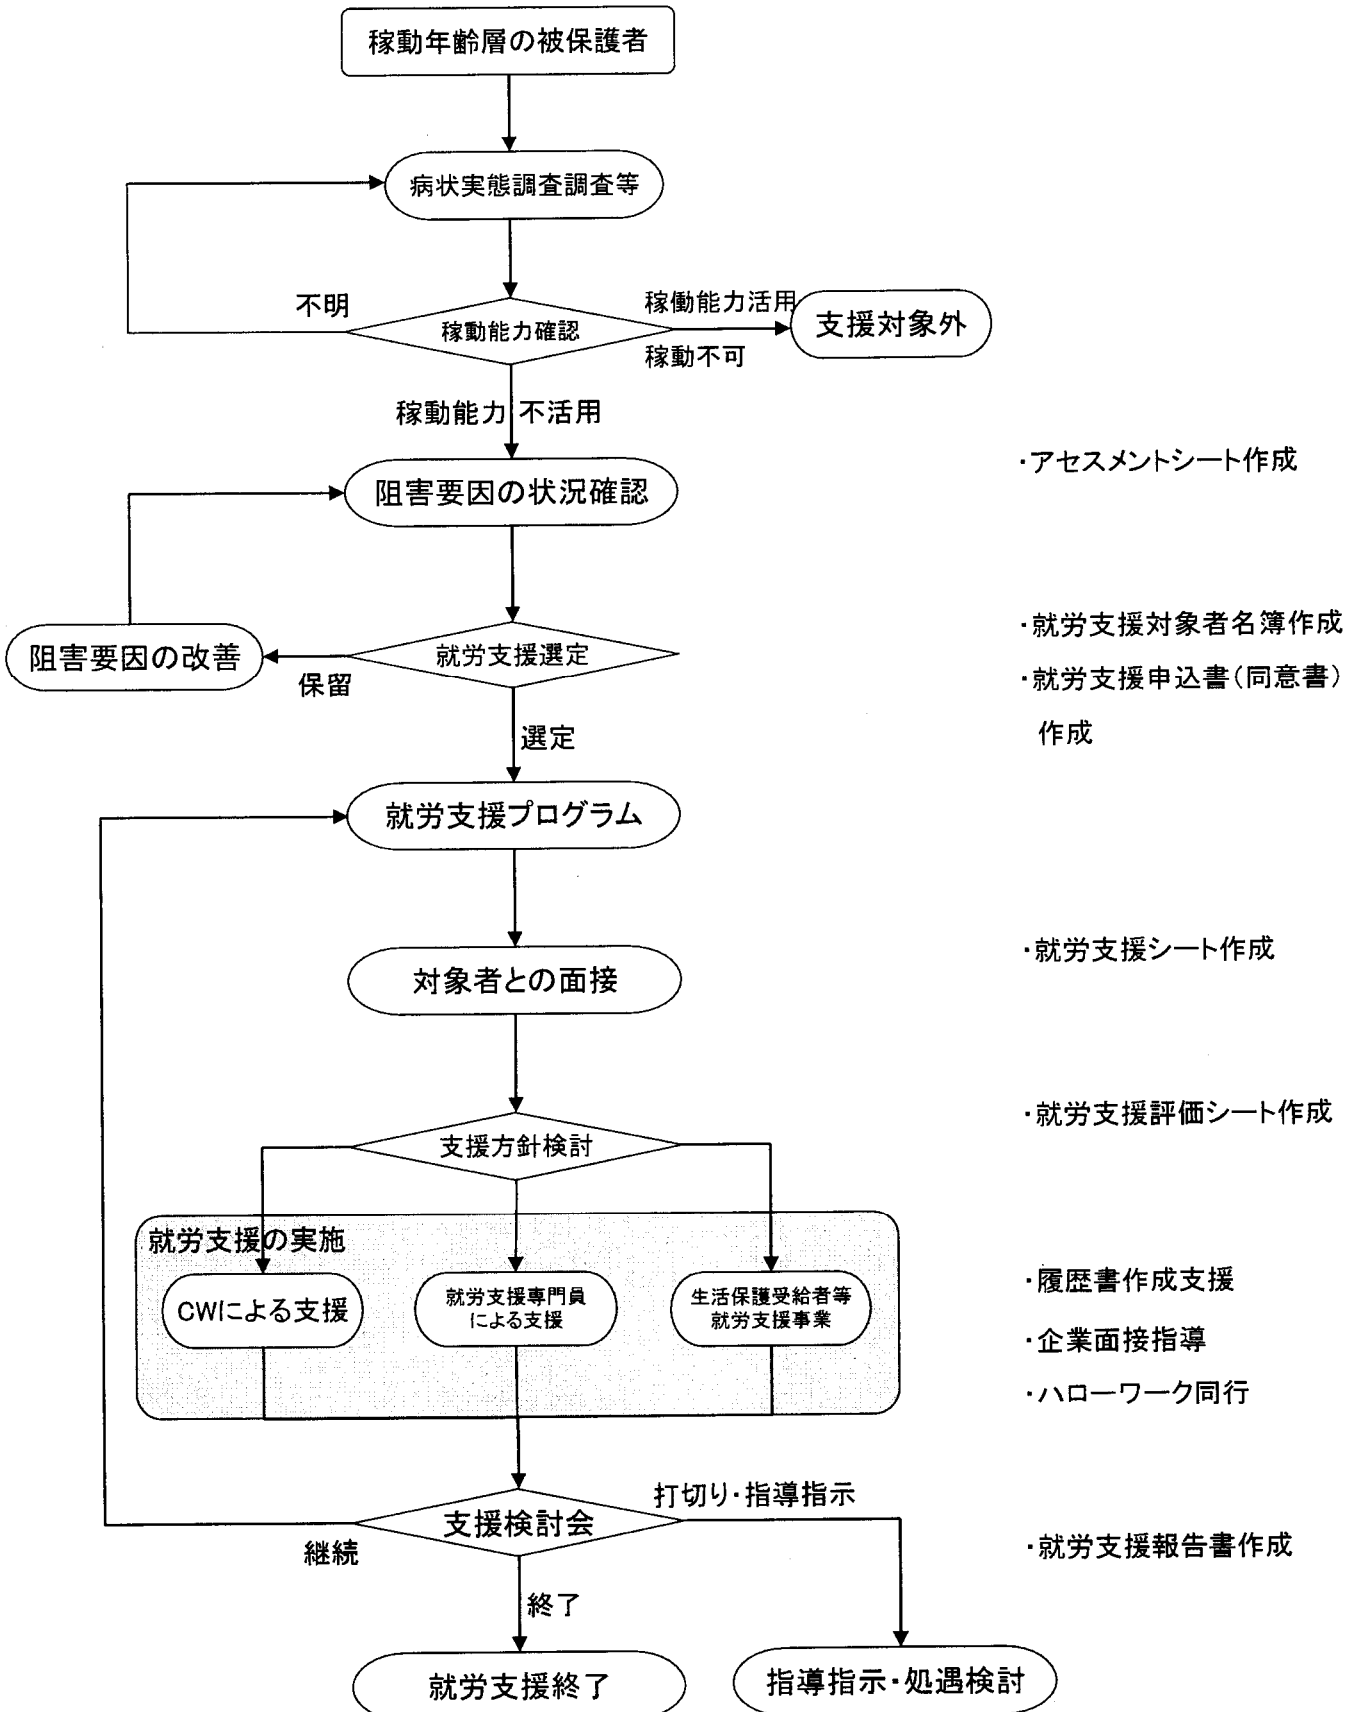 稼動年齢層の被保護者
病状実態調査調査等
不明
稼動能力確認
稼働能力活用
稼動不可
支援対象外
稼動能力 不活用
阻害要因の状況確認
・アセスメントシート作成
阻害要因の改善
保留
就労支援選定
・就労支援対象者名簿作成
・就労支援申込書(同意書)
作成
選定
就労支援プログラム
対象者との面接
・就労支援シート作成
支援方針検討
・就労支援評価シート作成
就労支援の実施
CWによる支援
就労支援専門員
による支援
生活保護受給者等
就労支援事業
・履歴書作成支援
・企業面接指導
・ハローワーク同行
打切り・指導指示
支援検討会
継続
・就労支援報告書作成
終了
就労支援終了
指導指示・処遇検討